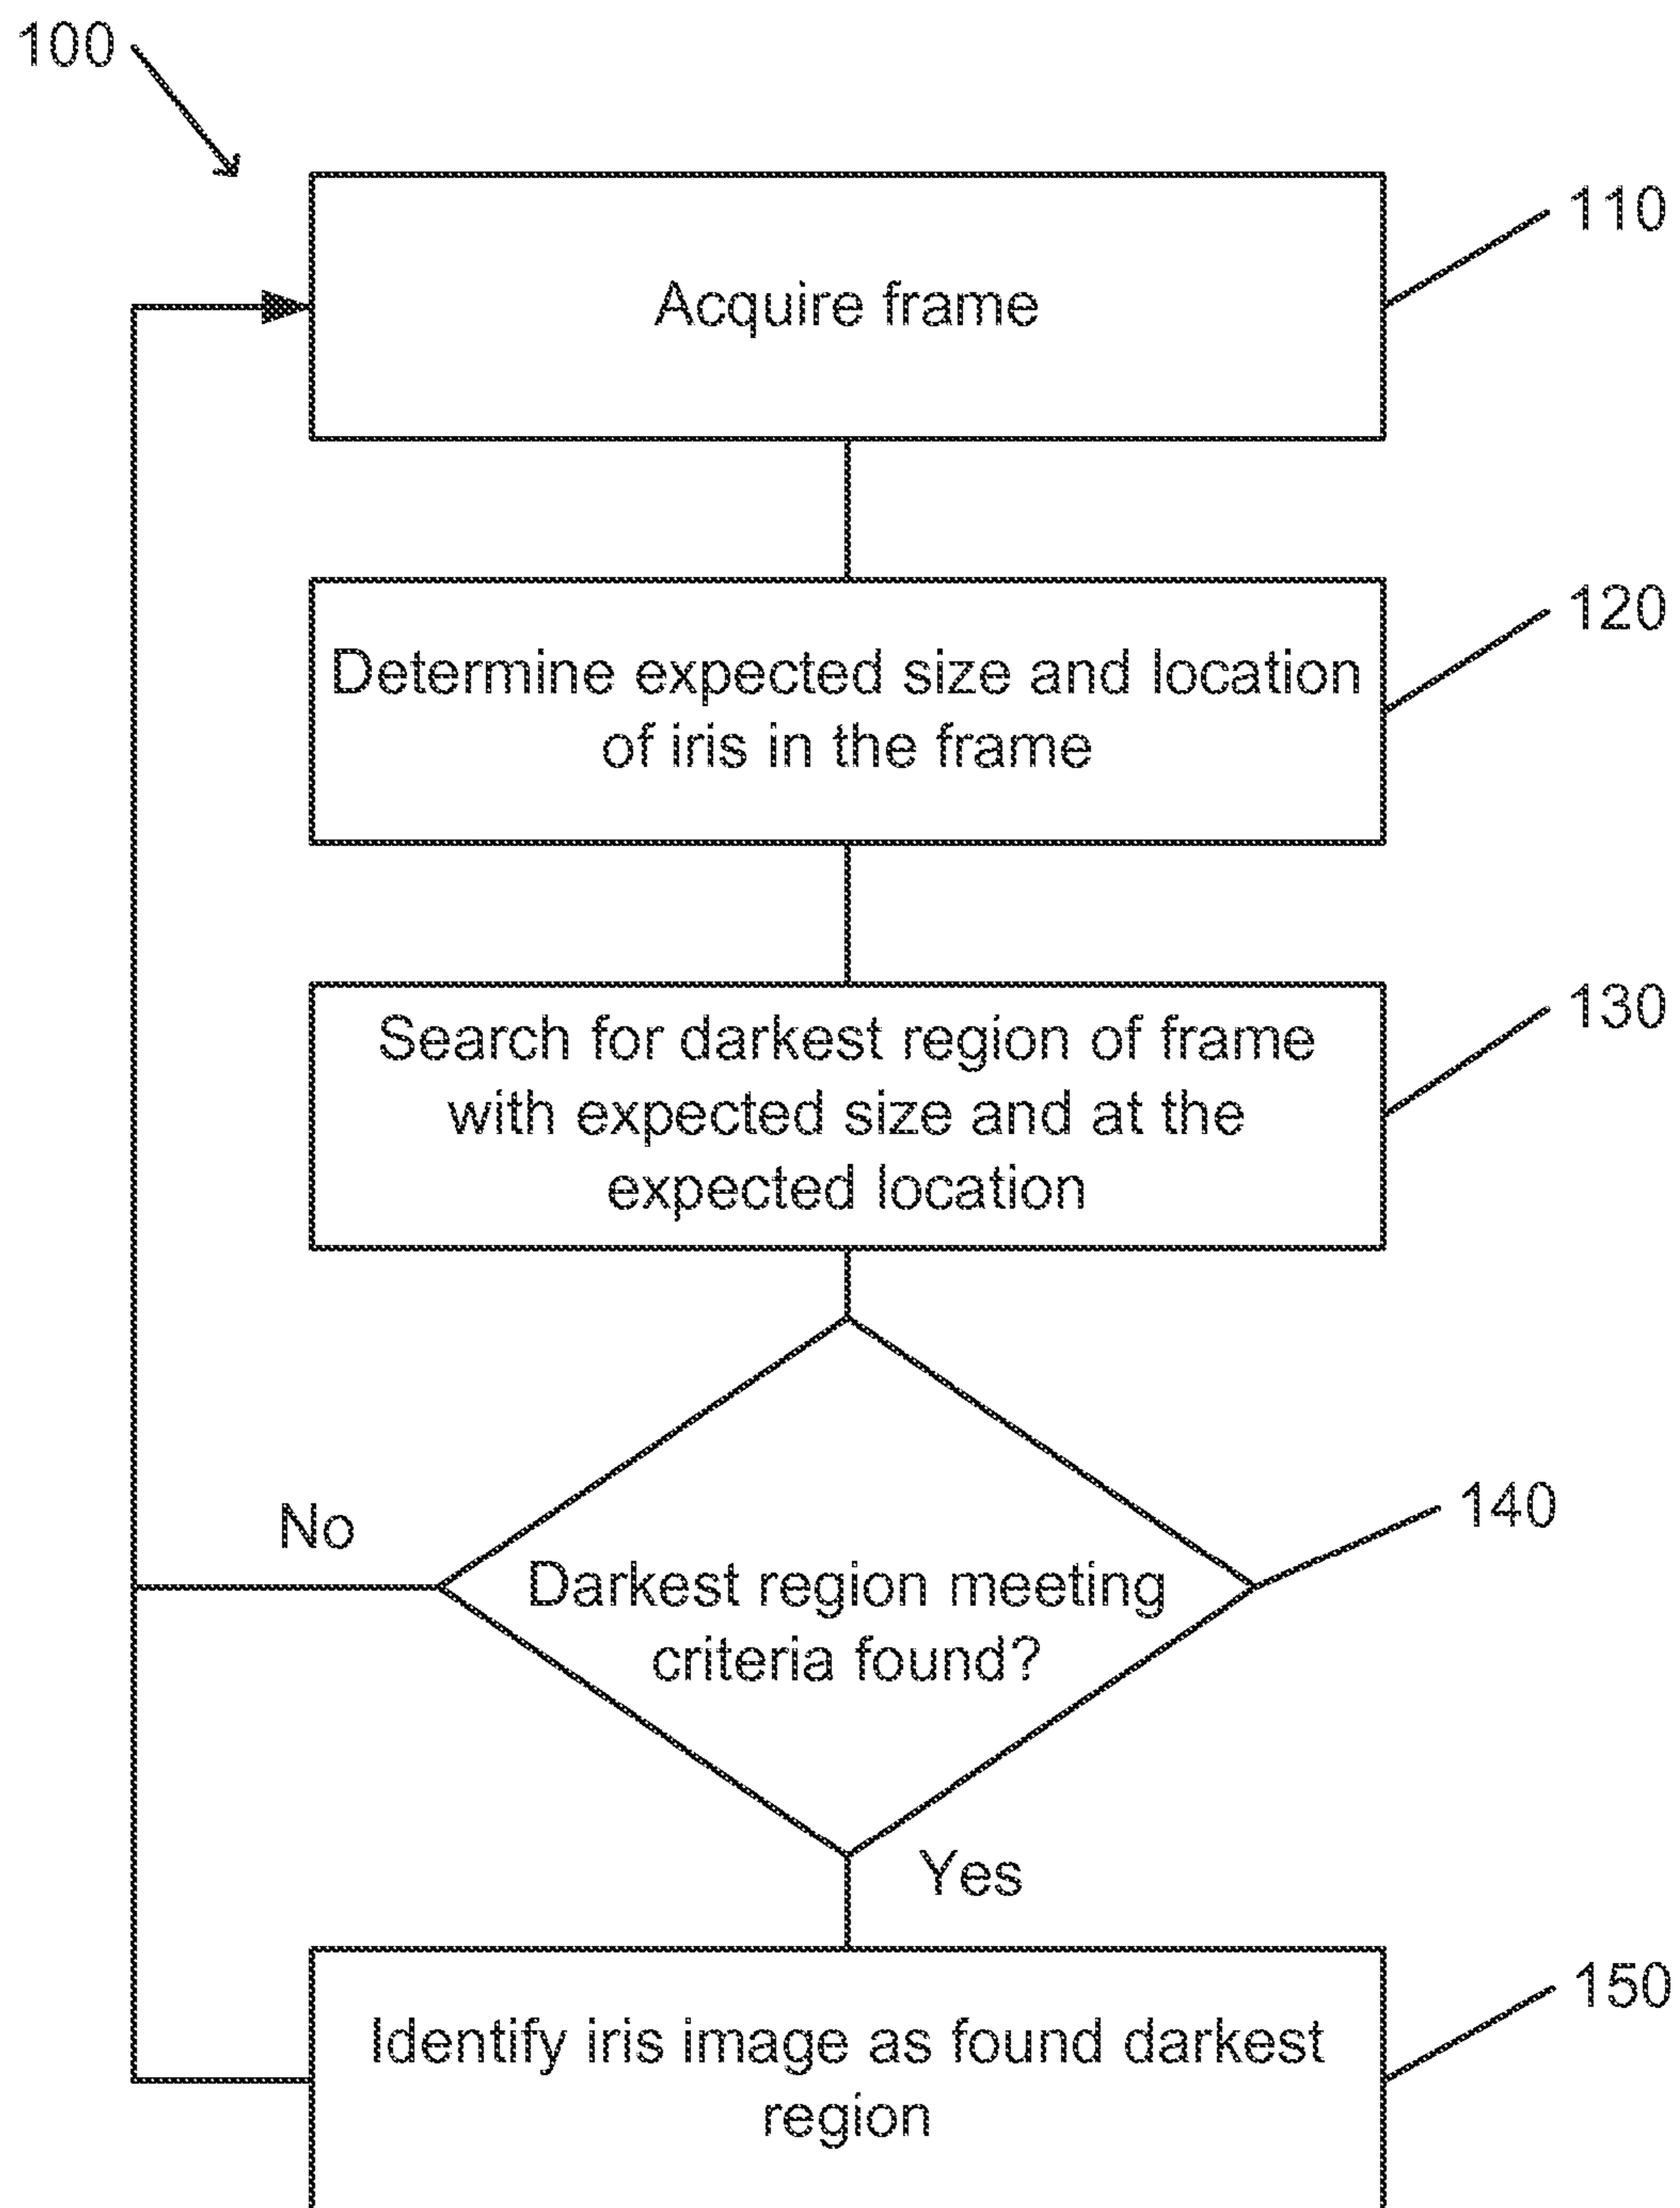 100
110
Acquire frame
120
Determine expected size and location
of iris in the frame
130
Search for darkest region of frame
with expected size and at the
expected location
140
No
Darkest region meeting
criteria found?
Yes
150
Identify iris image as found darkest
region